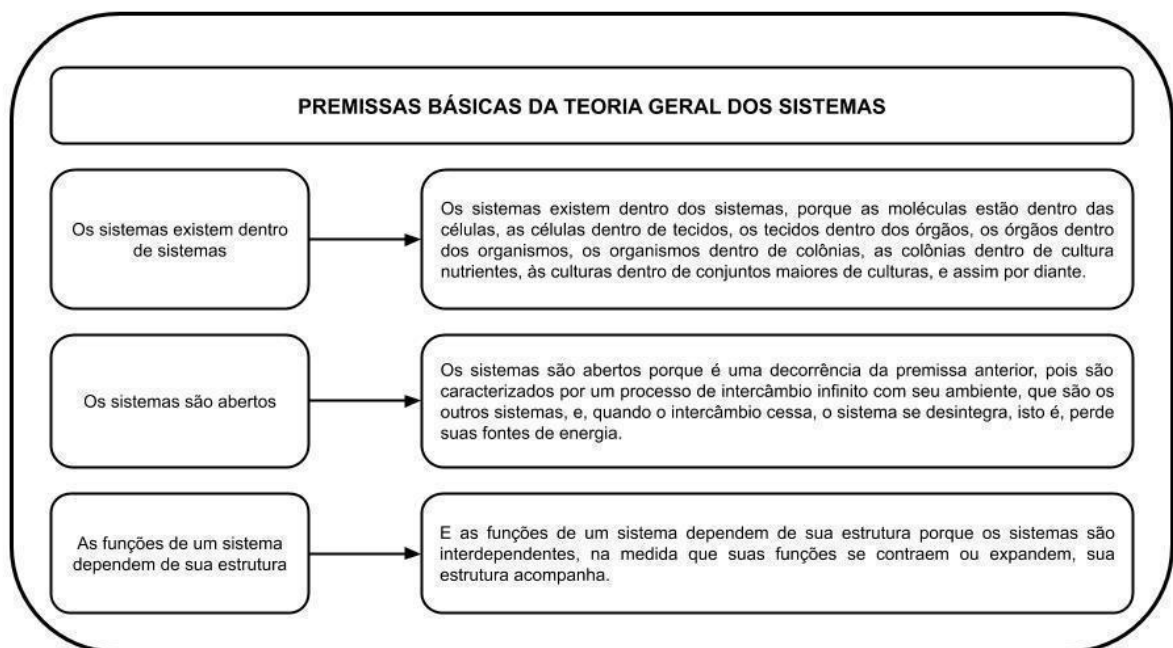 PREMISSAS BÁSICAS DA TEORIA GERAL DOS SISTEMAS
Os sistemas existem dentro
de sistemas
Os sistemas existem dentro dos sistemas, porque as moléculas estão dentro das
células, as células dentro de tecidos, os tecidos dentro dos órgãos, os órgãos dentro
dos organismos, os organismos dentro de colônias, as colônias dentro de cultura
nutrientes, às culturas dentro de conjuntos maiores de culturas, e assim por diante.
Os sistemas são abertos
Os sistemas são abertos porque é uma decorrência da premissa anterior, pois são
caracterizados por um processo de intercâmbio infinito com seu ambiente, que são os
outros sistemas, e, quando o intercâmbio cessa, o sistema se desintegra, isto é, perde
suas fontes de energia.
As funções de um sistema
dependem de sua estrutura
E as funções de um sistema dependem de sua estrutura porque os sistemas são
interdependentes, na medida que suas funções se contraem ou expandem, sua
estrutura acompanha.